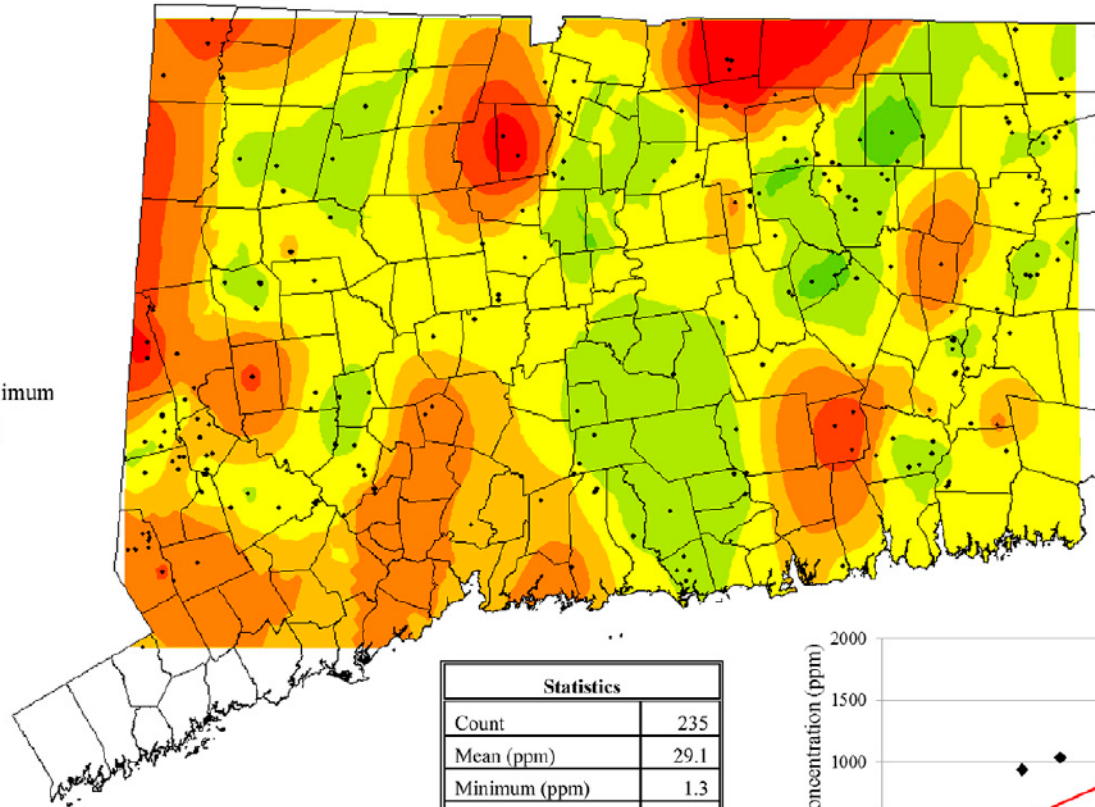 imum
Statistics
Count 235
Mean (ppm) 29.1
Minimum (ppm) 1.3
2000
1500
1000
oncentration (ppm)